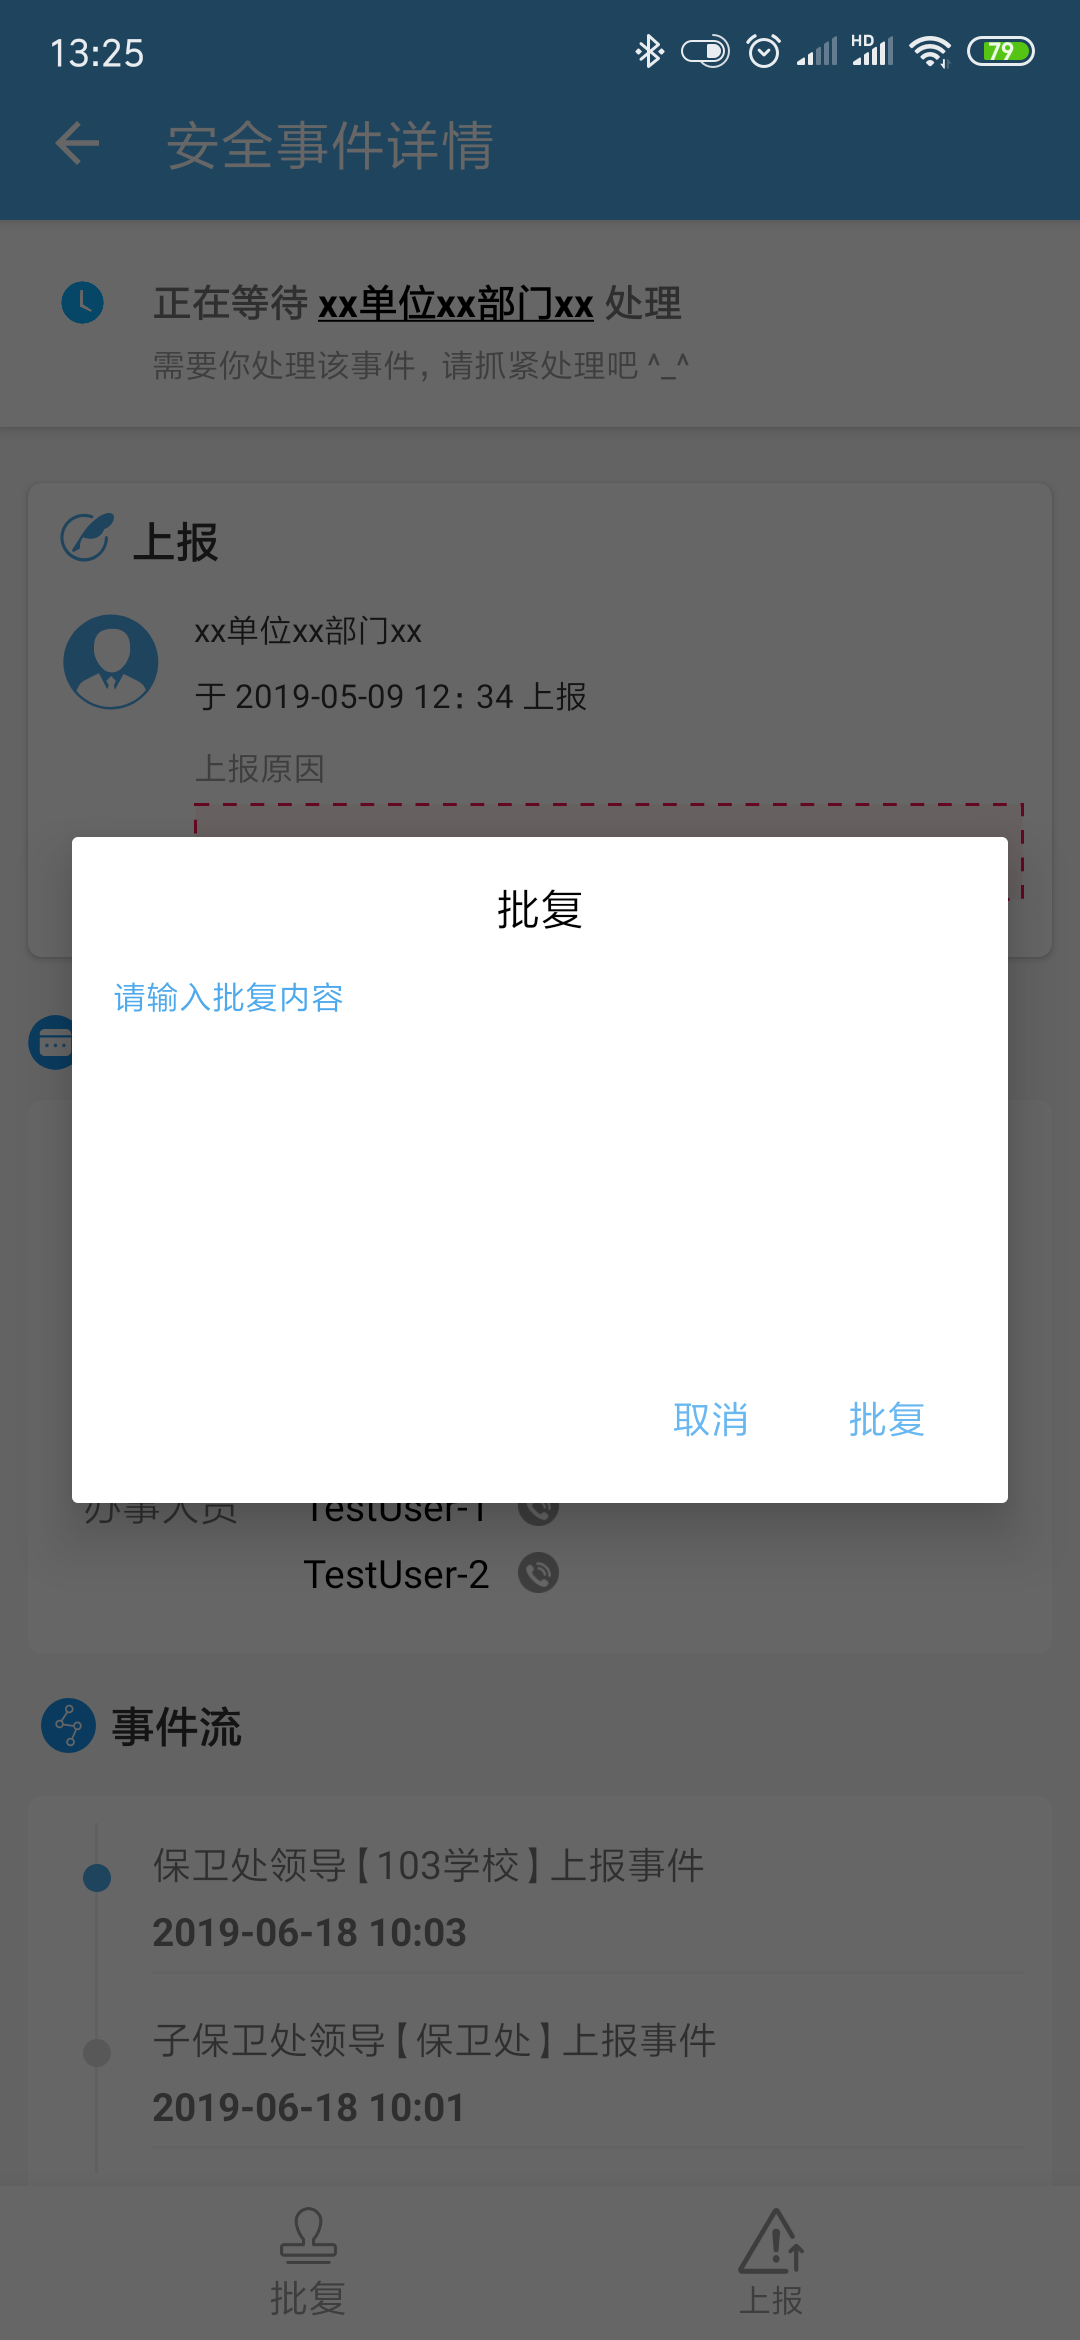 13:25
HD
79
安全事件详情
正在等待 xx单位xx部门xx 处理
需要你处理该事件，请抓紧处理吧 ^_^
上报
xx单位xx部门xx
于 2019-05-09 12：34 上报
上报原因
批复
请输入批复内容
取消 批复
办事人员 TestUser-1
TestUser-2
事件流
保卫处领导【103学校】上报事件
2019-06-18 10:03
子保卫处领导【保卫处】上报事件
2019-06-18 10:01
批复 上报